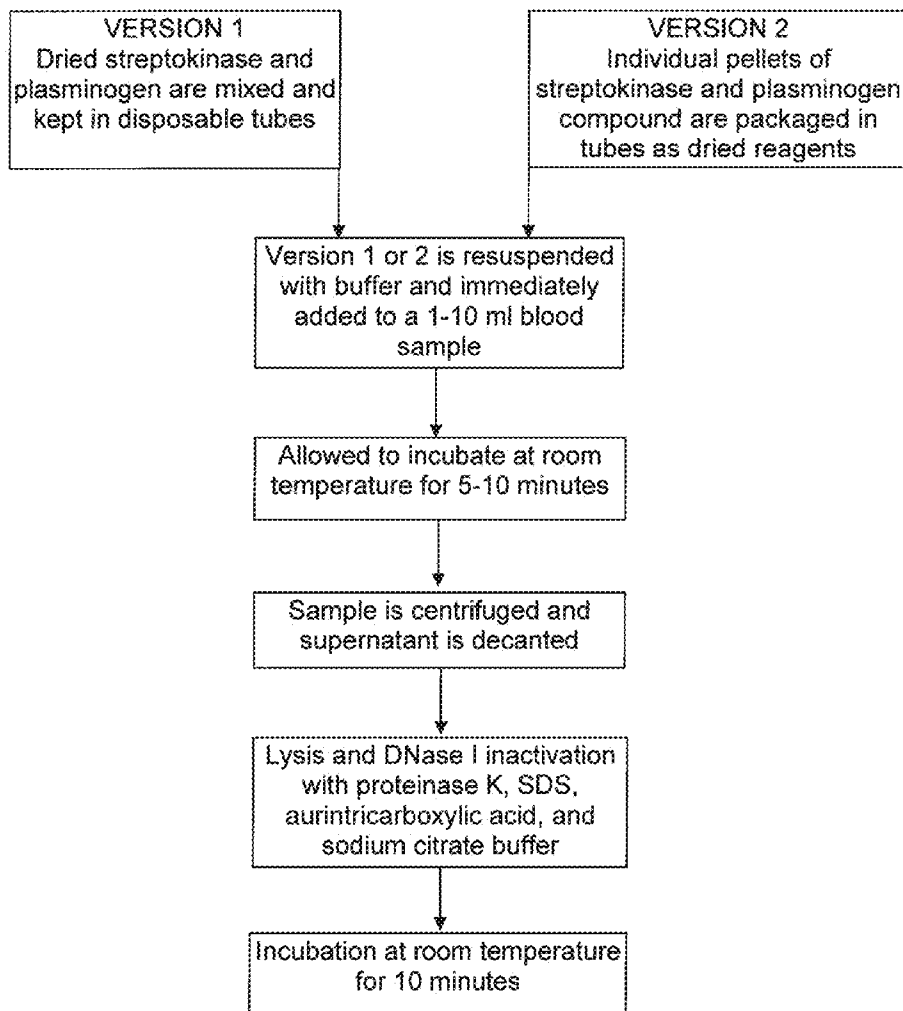 VERSION 1
Dried streptokinase and
plasminogen are mixed and
kept in disposable tubes
VERSION 2
Individual pellets of
streptokinase and plasminogen
compound are packaged in
tubes as dried reagents
Version 1 or 2 is resuspended
with buffer and immediately
added to a 1-10 ml blood
sample
Allowed to incubate at room
temperature for 5-10 minutes
Sample is centrifuged and
supernatant is decanted
Lysis and DNase I inactivation
with proteinase K, SDS,
aurintricarboxylic acid, and
sodium citrate buffer
Incubation at room temperature
for 10 minutes